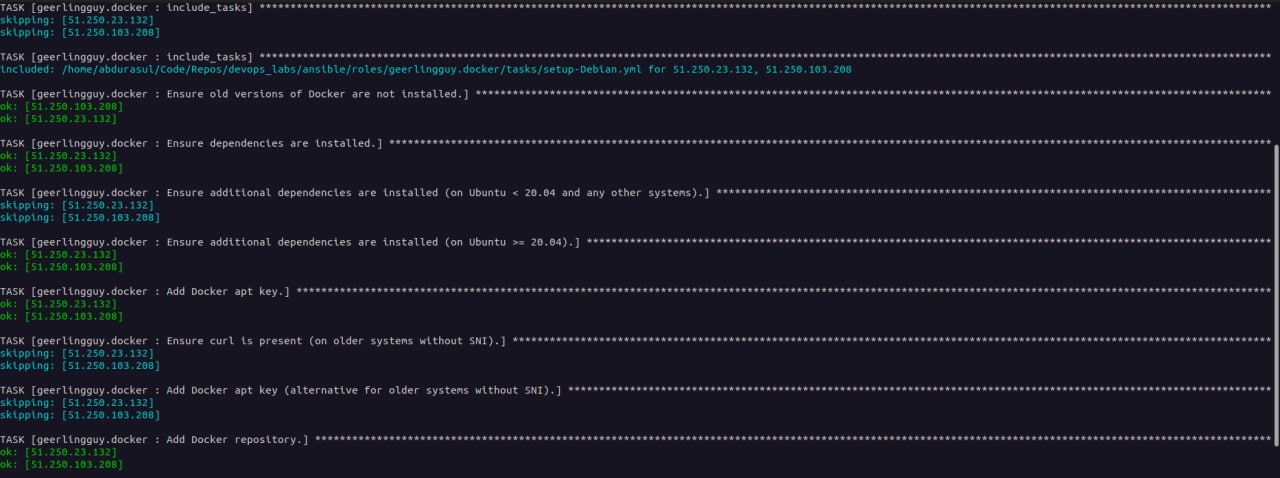 TASK [geerlingguy.docker : include_tasks] ******************************************************************************************************************************************************************
skipping: [51.250.23.132]
skipping: [51.250.103.208]
TASK [geerlingguy.docker : include_tasks] ******************************************************************************************************************************************************************
included: /home/abdurasul/Code/Repos/devops_labs/ansible/roles/geerlingguy.docker/tasks/setup-Debian.yml for 51.250.23.132, 51.250.103.208
TASK [geerlingguy.docker : Ensure old versions of Docker are not installed.] *******************************************************************************************************************************
ok: [51.250.103.208]
ok: [51.250.23.132]
TASK [geerlingguy.docker : Ensure dependencies are installed.] *********************************************************************************************************************************************
ok: [51.250.23.132]
ok: [51.250.103.208]
TASK [geerlingguy.docker : Ensure additional dependencies are installed (on Ubuntu < 20.04 and any other systems).] ****************************************************************************************
skipping: [51.250.23.132]
skipping: [51.250.103.208]
TASK [geerlingguy.docker : Ensure additional dependencies are installed (on Ubuntu >= 20.04).] *************************************************************************************************************
ok: [51.250.23.132]
ok: [51.250.103.208]
TASK [geerlingguy.docker : Add Docker apt key.] ************************************************************************************************************************************************************
ok: [51.250.23.132]
ok: [51.250.103.208]
TASK [geerlingguy.docker : Ensure curl is present (on older systems without SNI).] *************************************************************************************************************************
skipping: [51.250.23.132]
skipping: [51.250.103.208]
TASK [geerlingguy.docker : Add Docker apt key (alternative for older systems without SNI).] ****************************************************************************************************************
skipping: [51.250.23.132]
skipping: [51.250.103.208]
TASK [geerlingguy.docker : Add Docker repository.] *********************************************************************************************************************************************************
ok: [51.250.23.132]
ok: [51.250.103.208]